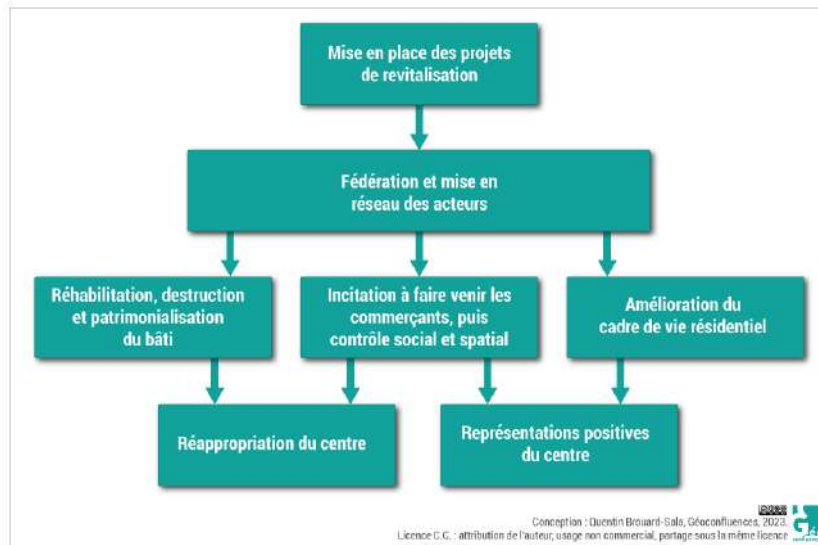 Mise en place des projets
de revitalisation
Fédération et mise en
réseau des acteurs
Réhabilitation, destruction
et patrimonialisation
du bâti
Incitation à faire venir les
commerçants, puis
contrôle social et spatial
Amélioration du
cadre de vie résidentiel
Réappropriation du centre
Représentations positives
du centre
Conception : Quentin Brouard-Sala, Géoconfluences, 2023.
Licence C.C. : attribution de l'auteur, usage non commercial, partage sous la même licence